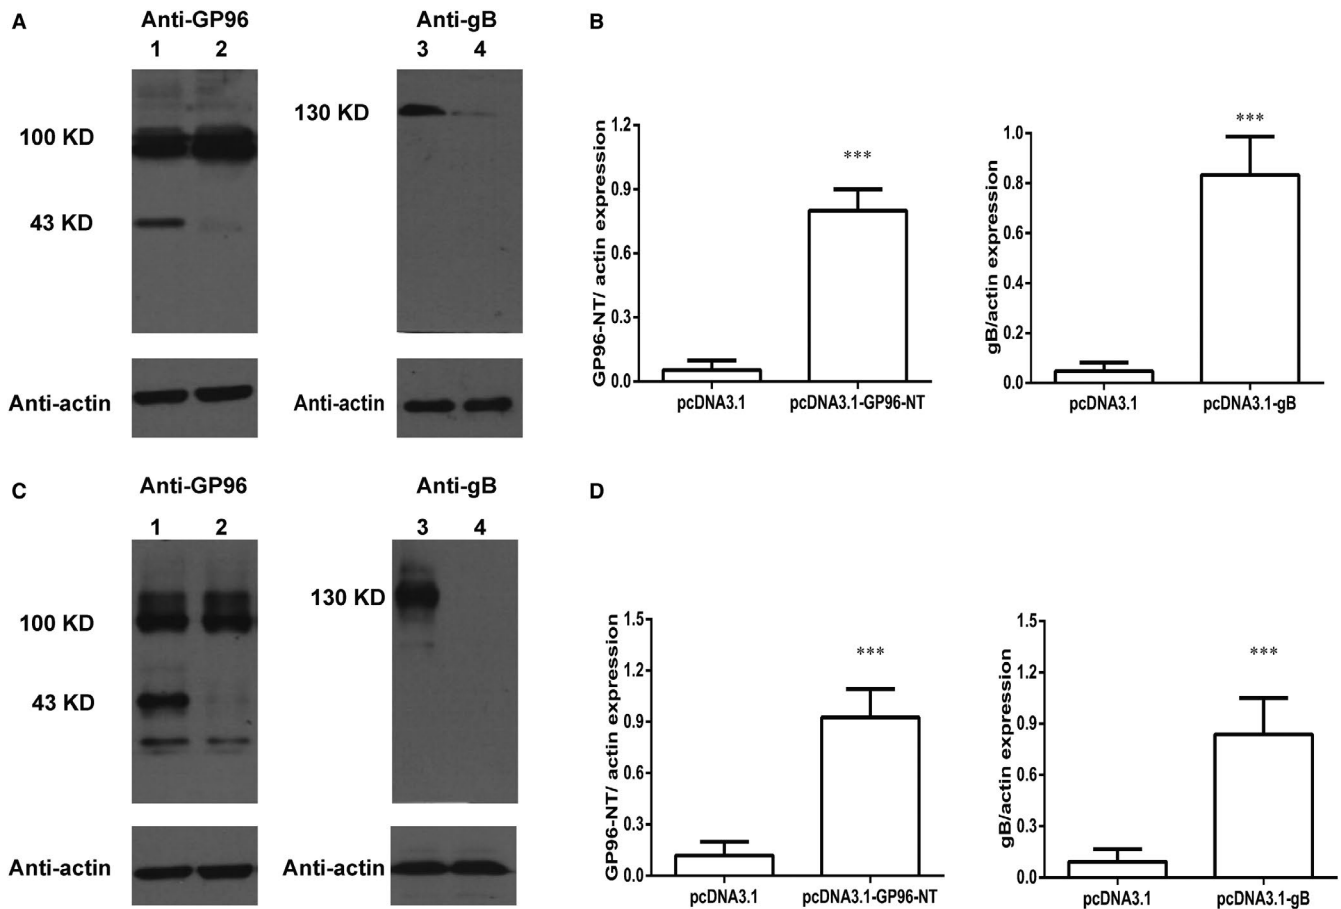 A
Anti-GP96
1 2
100 KD
43 KD
Anti-actin
Anti-gB
3 4
130 KD
Anti-actin
B
GP96-NT/ actin expression
1.2
0.9
0.6
0.3
0.0
***
pcDNA3.1
pcDNA3.1-GP96-NT
gB/actin expression
1.0
0.8
0.6
0.4
0.2
0.0
***
pcDNA3.1
pcDNA3.1-gB
C
Anti-GP96
1 2
100 KD
43 KD
Anti-actin
Anti-gB
3 4
130 KD
Anti-actin
D
GP96-NT/ actin expression
1.5
1.2
0.9
0.6
0.3
0.0
***
pcDNA3.1
pcDNA3.1-GP96-NT
gB/actin expression
1.5
1.2
0.9
0.6
0.3
0.0
***
pcDNA3.1
pcDNA3.1-gB